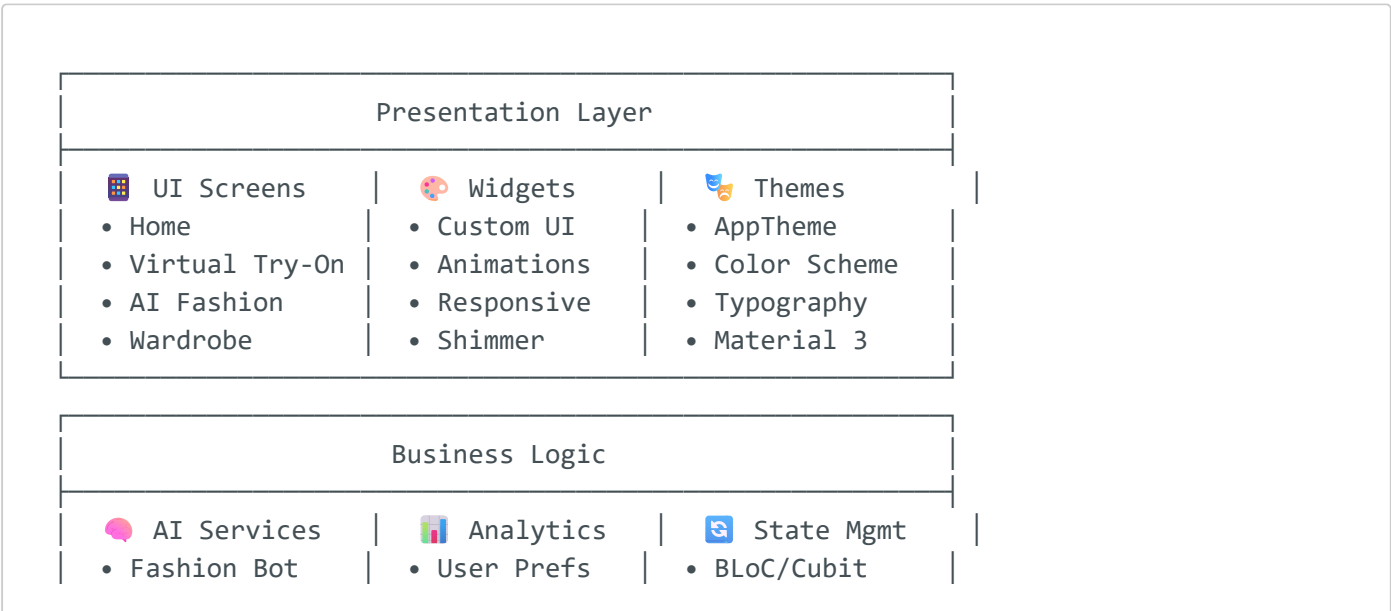 Presentation Layer
📱 UI Screens │ 🎨 Widgets │ 🎭 Themes │
│ • Home │ • Custom UI │ • AppTheme │
│ • Virtual Try-On │ • Animations │ • Color Scheme │
│ • AI Fashion │ • Responsive │ • Typography │
│ • Wardrobe │ • Shimmer │ • Material 3 │
Business Logic
│ 🧠 AI Services │ 📊 Analytics │ 🔄 State Mgmt │
│ • Fashion Bot │ • User Prefs │ • BLoC/Cubit │